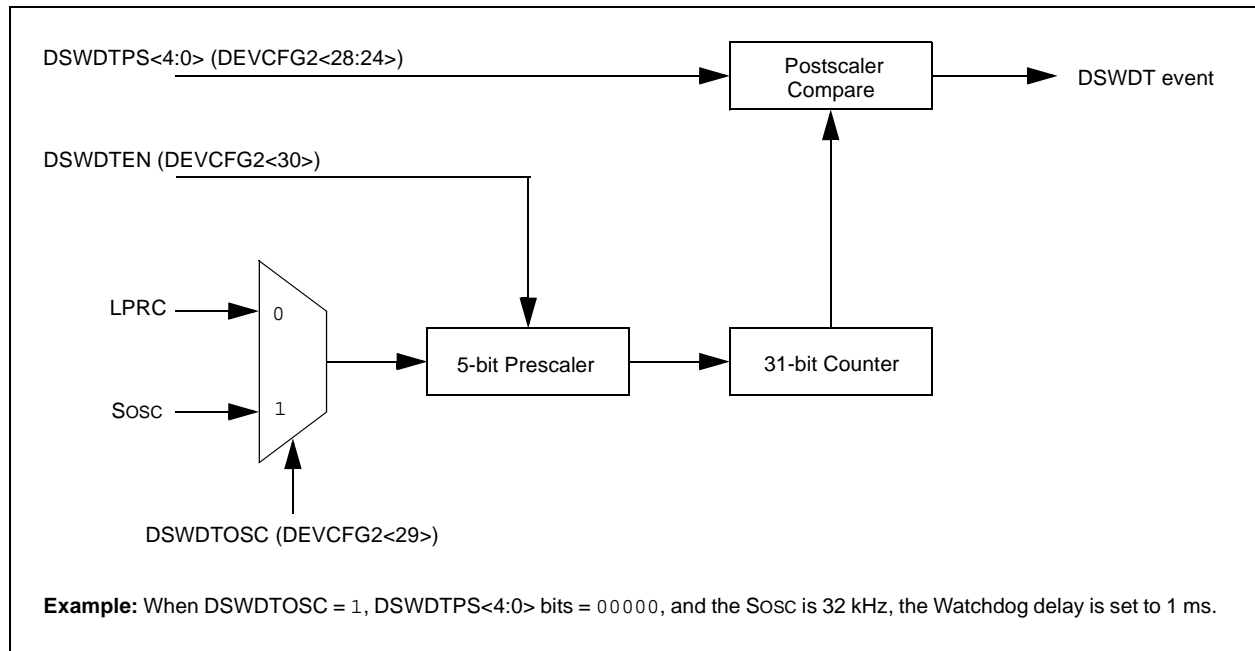 DSWDTPS<4:0> (DEVCFG2<28:24>)
Postscaler
Compare
DSWDT event
DSWDTEN (DEVCFG2<30>)
LPRC
0
5-bit Prescaler
31-bit Counter
SOSC
1
DSWDTOSC (DEVCFG2<29>)
Example: When DSWDTOSC = 1, DSWDTPS<4:0> bits = 00000, and the SOSC is 32 kHz, the Watchdog delay is set to 1 ms.